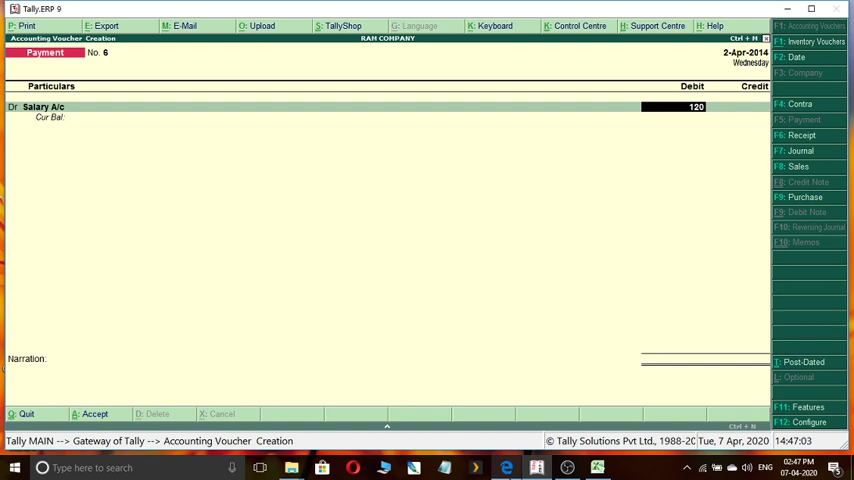 Tally.ERP 9
P: Print E: Export M: E-Mail O: Upload S: TallyShop G: Language K: Keyboard K: Control Centre H: Support Centre H: Help
F1: Accounting Vouchers
Accounting Voucher Creation RAM COMPANY Ctrl + M
F1: Inventory Vouchers
Payment No. 6 2-Apr-2014
Wednesday
F2: Date
F3: Company
Particulars Debit Credit
Dr Salary A/c 120
Cur Bal:
F4: Contra
F5: Payment
F6: Receipt
F7: Journal
F8: Sales
F8: Credit Note
F9: Purchase
F9: Debit Note
F10: Reversing Journal
F10: Memos
Narration:
T: Post-Dated
L: Optional
F11: Features
F12: Configure
Q: Quit A: Accept D: Delete X: Cancel
Ctrl + N
Tally MAIN --> Gateway of Tally --> Accounting Voucher Creation © Tally Solutions Pvt Ltd., 1988-20 Tue, 7 Apr, 2020 14:47:03
Type here to search ENG 02:47 PM
07-04-2020
5